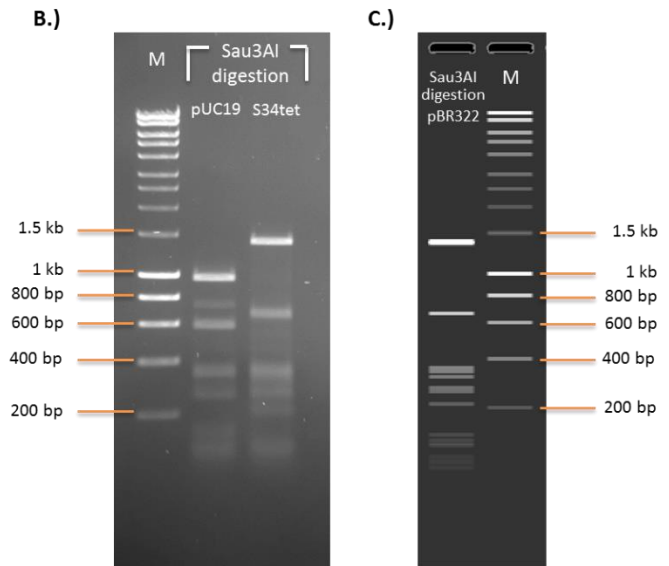 B.)
M
Sau3AI
digestion
pUC19 S34tet
1.5 kb
1 kb
800 bp
600 bp
400 bp
200 bp
C.)
Sau3AI
digestion
pBR322
M
1.5 kb
1 kb
800 bp
600 bp
400 bp
200 bp